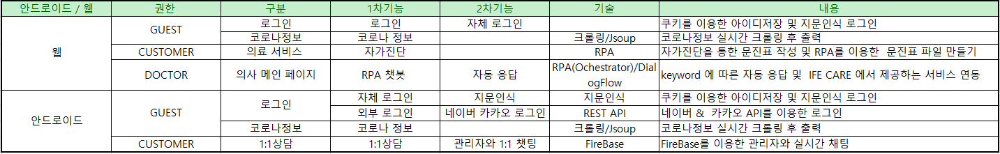 안드로이드 / 웹 권한 구분 1차기능 2차기능 기술 내용
웹 GUEST 로그인 로그인 자체 로그인 쿠키를 이용한 아이디저장 및 지문인식 로그인
코로나정보 코로나 정보 크롤링/Jsoup 코로나정보 실시간 크롤링 후 출력
CUSTOMER 의료 서비스 자가진단 RPA 자가진단을 통한 문진표 작성 및 RPA를 이용한 문진표 파일 만들기
DOCTOR 의사 메인 페이지 RPA 챗봇 자동 응답 RPA(Ochestrator)/Dial
ogFlow keyword 에 따른 자동 응답 및 IFE CARE 에서 제공하는 서비스 연동
안드로이드 GUEST 로그인 자체 로그인 지문인식 지문인식 쿠키를 이용한 아이디저장 및 지문인식 로그인
외부 로그인 네이버 카카오 로그인 REST API 네이버 & 카카오 API를 이용한 로그인
코로나정보 코로나 정보 크롤링/Jsoup 코로나정보 실시간 크롤링 후 출력
CUSTOMER 1:1상담 1:1상담 관리자와 1:1 챗팅 FireBase FireBase를 이용한 관리자와 실시간 채팅